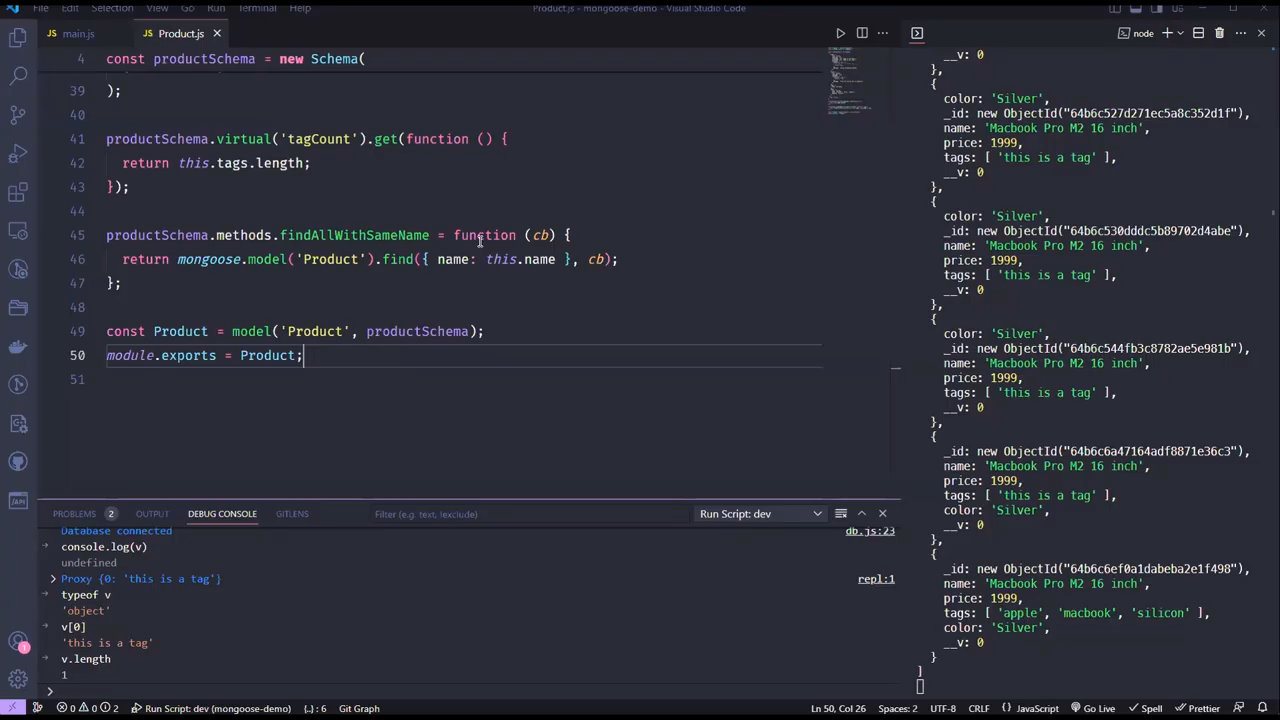 File Edit Selection View Go Run Terminal Help
Product.js - mongoose-demo - Visual Studio Code
main.js
Product.js
node
4 const productSchema = new Schema(
39 );
40
41 productSchema.virtual('tagCount').get(function () {
42 return this.tags.length;
43 });
44
45 productSchema.methods.findAllWithSameName = function (cb) {
46 return mongoose.model('Product').find({ name: this.name }, cb);
47 };
48
49 const Product = model('Product', productSchema);
50 module.exports = Product;
51
__v: 0
},
{
color: 'Silver',
_id: new ObjectId("64b6c527d271ec5a8c352d1f"),
name: 'Macbook Pro M2 16 inch',
price: 1999,
tags: [ 'this is a tag' ],
__v: 0
},
{
color: 'Silver',
_id: new ObjectId("64b6c530dddc5b89702d4abe"),
name: 'Macbook Pro M2 16 inch',
price: 1999,
tags: [ 'this is a tag' ],
__v: 0
},
{
color: 'Silver',
_id: new ObjectId("64b6c544fb3c8782ae5e981b"),
name: 'Macbook Pro M2 16 inch',
price: 1999,
tags: [ 'this is a tag' ],
__v: 0
},
{
_id: new ObjectId("64b6c6a47164adf8871e36c3"),
name: 'Macbook Pro M2 16 inch',
price: 1999,
tags: [ 'this is a tag' ],
color: 'Silver',
__v: 0
},
{
_id: new ObjectId("64b6c6ef0a1dabeba2e1f498"),
name: 'Macbook Pro M2 16 inch',
price: 1999,
tags: [ 'apple', 'macbook', 'silicon' ],
color: 'Silver',
__v: 0
}
]
PROBLEMS 2 OUTPUT DEBUG CONSOLE GITLENS
Filter (e.g. text, !exclude)
Run Script: dev
Database connected db.js:23
console.log(v)
undefined
Proxy {0: 'this is a tag'} repl:1
typeof v
'object'
v[0]
'this is a tag'
v.length
1
/API
1
0 0 2 Run Script: dev (mongoose-demo) {..} : 6 Git Graph
Ln 50, Col 26 Spaces: 2 UTF-8 CRLF JavaScript Go Live Spell Prettier